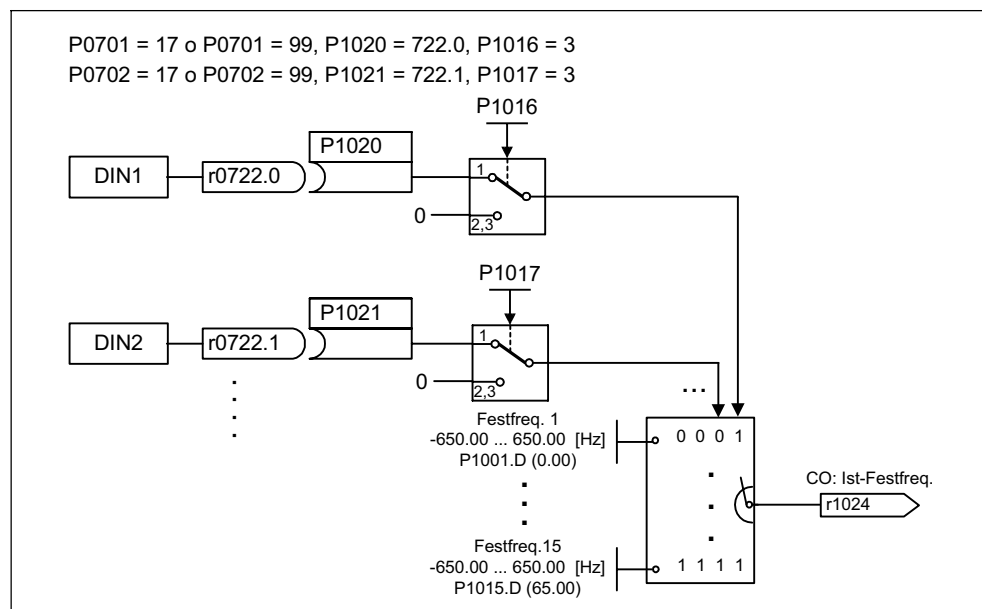 P0701 = 17 o P0701 = 99, P1020 = 722.0, P1016 = 3
P0702 = 17 o P0702 = 99, P1021 = 722.1, P1017 = 3
P1016
P1020
DIN1
r0722.0
1
0
2,3
P1017
P1021
DIN2
r0722.1
1
0
2,3
...
Festfreq. 1
-650.00 ... 650.00 [Hz]
P1001.D (0.00)
0 0 0 1
CO: Ist-Festfreq.
r1024
Festfreq.15
-650.00 ... 650.00 [Hz]
P1015.D (65.00)
1 1 1 1